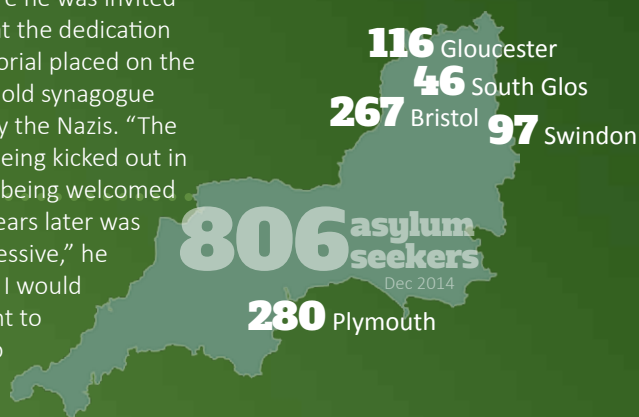 re he was invited
at the dedication
orial placed on the
old synagogue
y the Nazis. “The
eing kicked out in
being welcomed
ears later was
essive,” he
I would
nt to
116 Gloucester
46 South Glos
267 Bristol
97 Swindon
806 asylum
seekers
Dec 2014
280 Plymouth